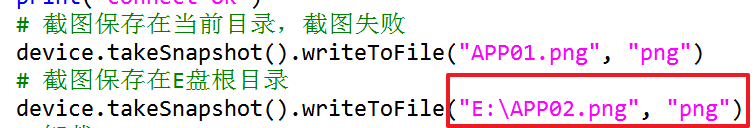 # 截图保存在当前目录，截图失败
device.takeSnapshot().writeToFile("APP01.png", "png")
# 截图保存在E盘根目录
device.takeSnapshot().writeToFile("E:\APP02.png", "png")